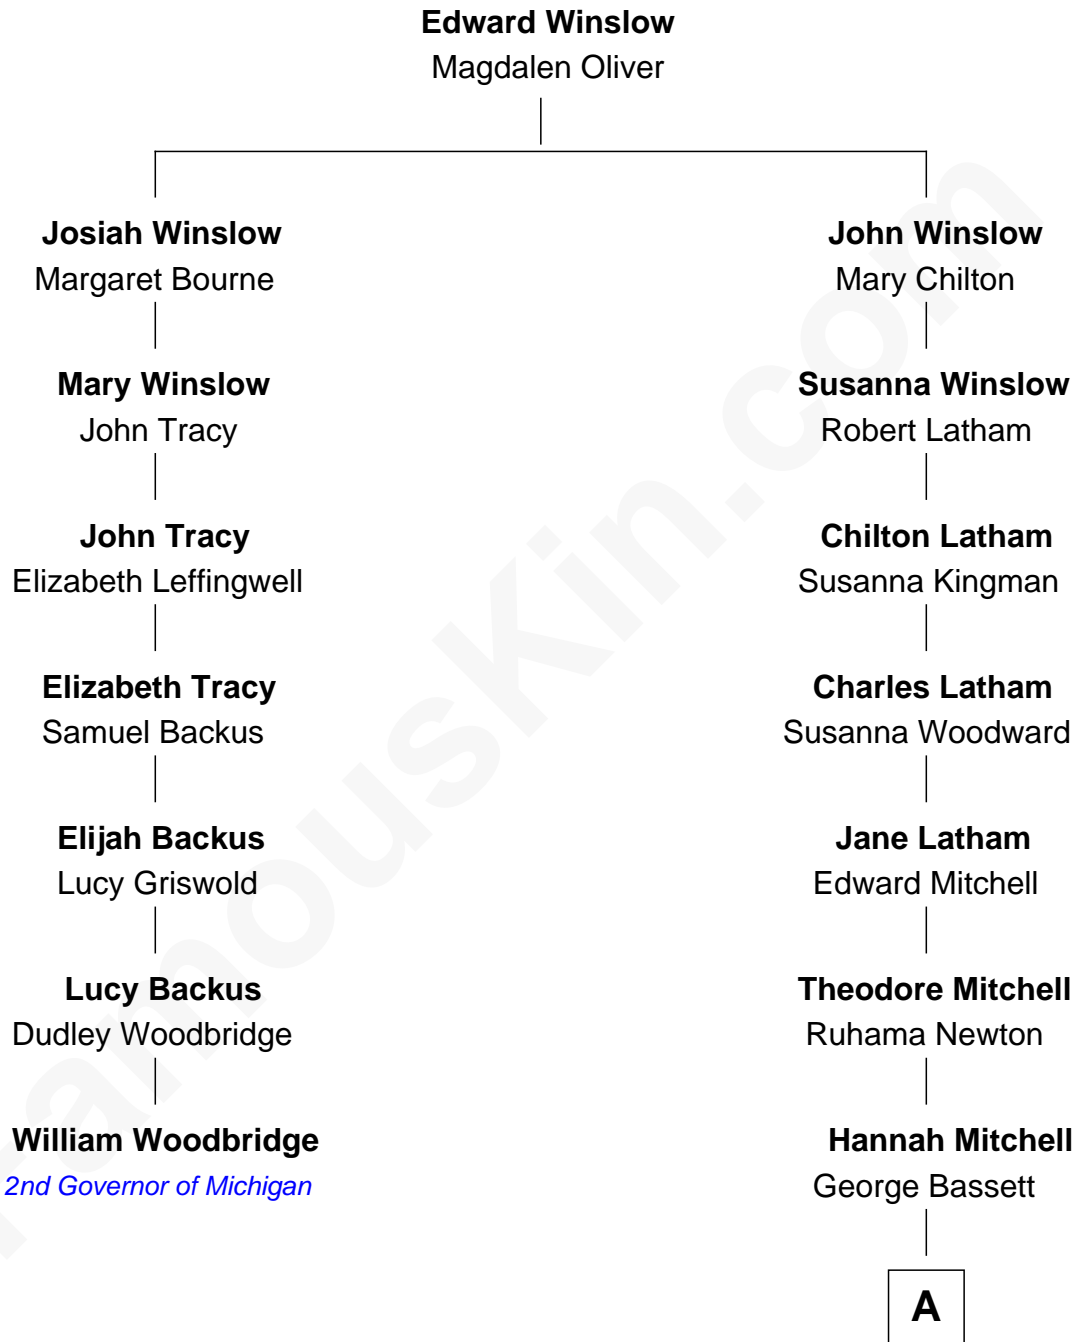 Edward Winslow
Magdalen Oliver
Josiah Winslow
Margaret Bourne
John Winslow
Mary Chilton
Mary Winslow
John Tracy
Susanna Winslow
Robert Latham
John Tracy
Elizabeth Leffingwell
Chilton Latham
Susanna Kingman
Elizabeth Tracy
Samuel Backus
Charles Latham
Susanna Woodward
Elijah Backus
Lucy Griswold
Jane Latham
Edward Mitchell
Lucy Backus
Dudley Woodbridge
Theodore Mitchell
Ruhama Newton
William Woodbridge
2nd Governor of Michigan
Hannah Mitchell
George Bassett
A
FamousKin.com